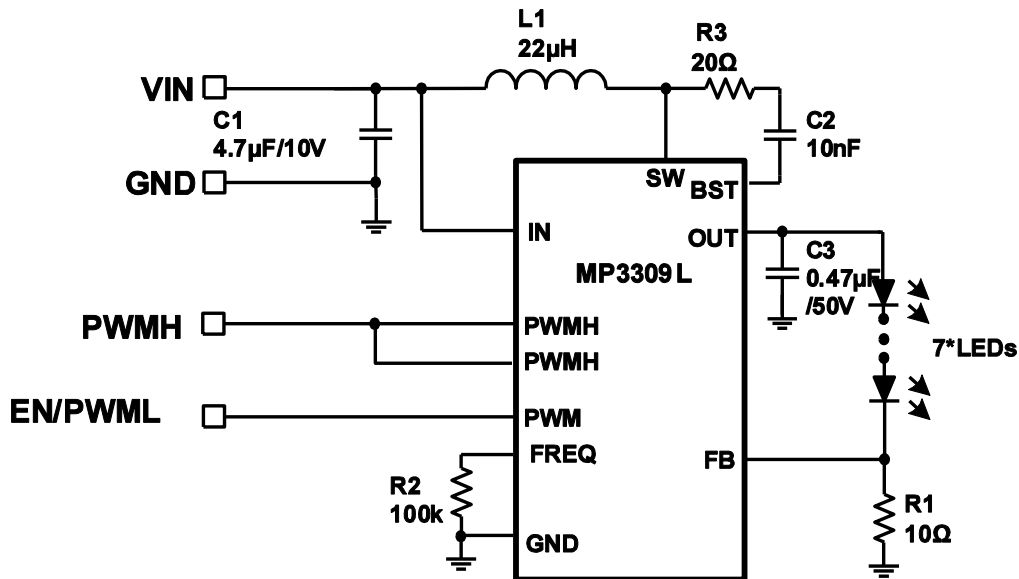 L1
22µH
R3
20Ω
VIN
C1
4.7µF/10V
C2
10nF
GND
SW
BST
IN
OUT
MP3309L
C3
0.47µF
/50V
PWMH
PWMH
PWMH
7*LEDs
EN/PWML
PWM
FREQ
FB
R2
100k
R1
10Ω
GND